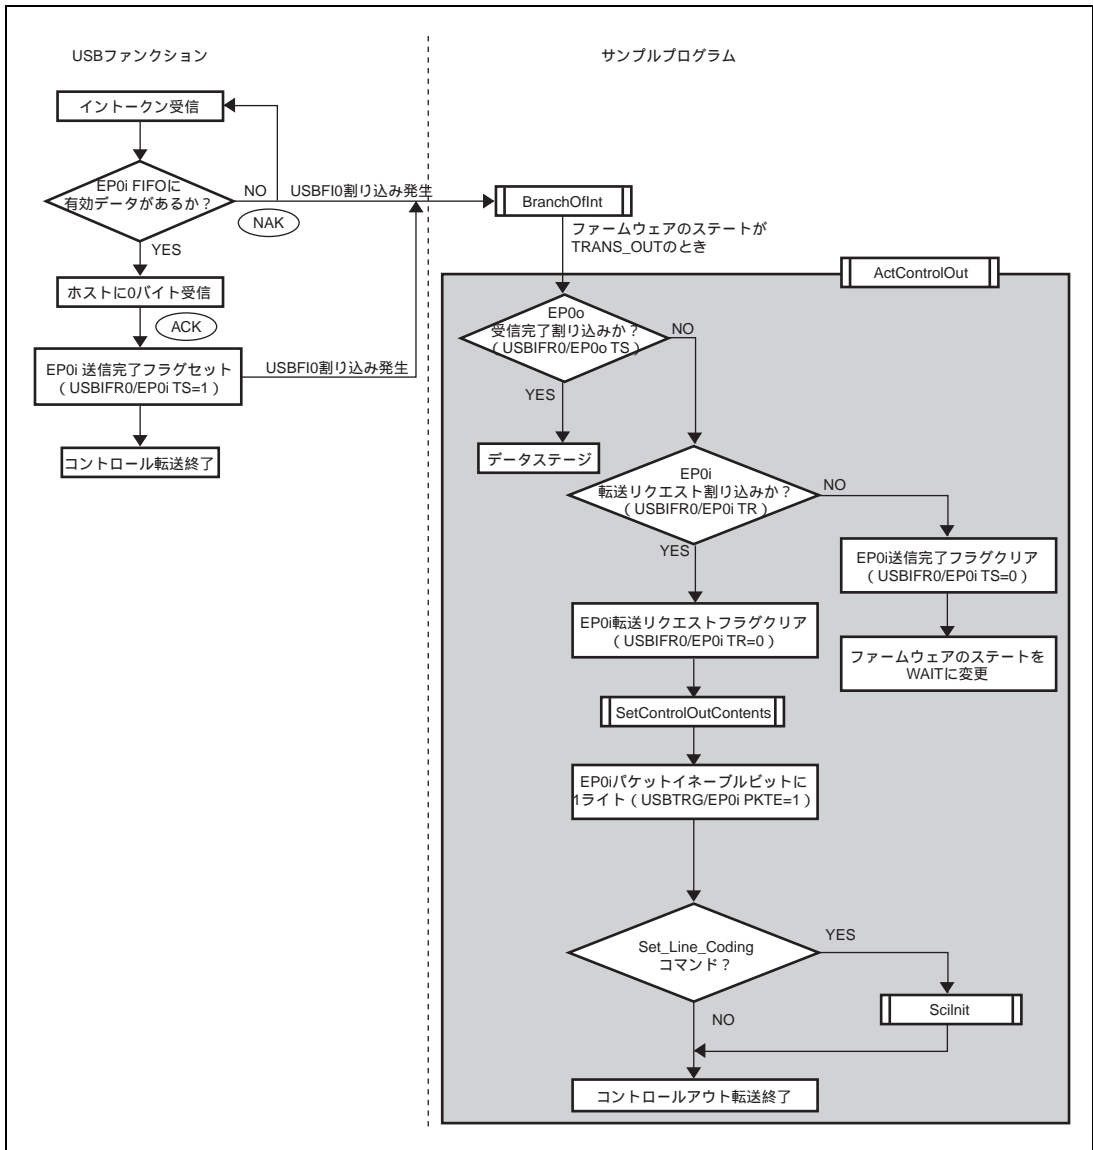 USBファンクション
サンプルプログラム
イントークン受信
EP0i FIFOに
有効データがあるか？
NO
USBFI0割り込み発生
NAK
YES
ホストに0バイト受信
ACK
EP0i 送信完了フラグセット
（ USBIFR0/EP0i TS=1 ）
USBFI0割り込み発生
コントロール転送終了
BranchOfInt
ファームウェアのステートが
TRANS_OUTのとき
ActControlOut
EP0o
受信完了割り込みか？
（ USBIFR0/EP0o TS ）
NO
YES
データステージ
EP0i
転送リクエスト割り込みか？
（ USBIFR0/EP0i TR ）
NO
YES
EP0i送信完了フラグクリア
（ USBIFR0/EP0i TS=0 ）
ファームウェアのステートを
WAITに変更
EP0i転送リクエストフラグクリア
（ USBIFR0/EP0i TR=0 ）
SetControlOutContents
EP0iパケットイネーブルビットに
1ライト（ USBTRG/EP0i PKTE=1 ）
Set_Line_Coding
コマンド？
YES
NO
SciInit
コントロールアウト転送終了